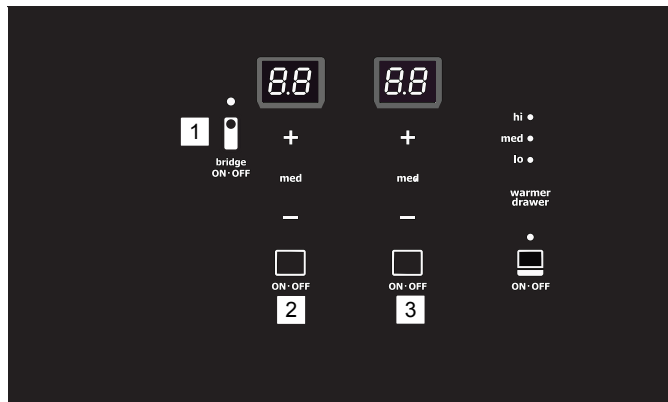 8.8 8.8
1
bridge
ON·OFF
+ +
med med
− −
ON·OFF ON·OFF
2 3
hi
med
lo
warmer
drawer
ON·OFF